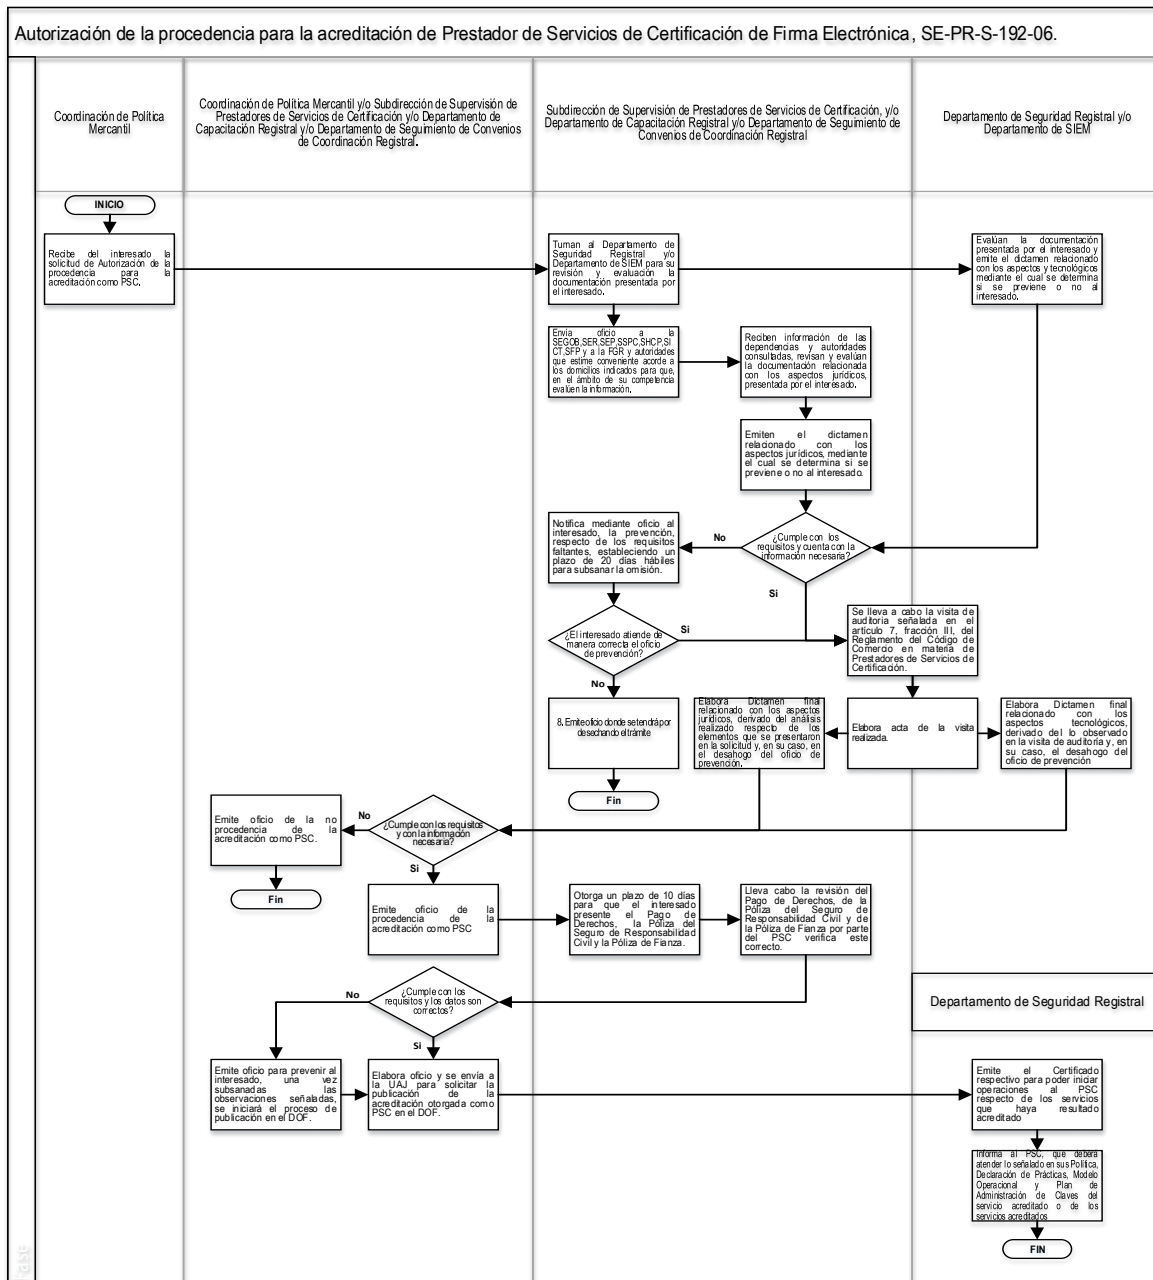 Autorización de la procedencia para la acreditación de Prestador de Servicios de Certificación de Firma Electrónica, SE-PR-S-192-06.
Coordinación de Política
Mercantil
Coordinación de Política Mercantil y/o Subdirección de Supervisión de
Prestadores de Servicios de Certificación y/o Departamento de
Capacitación Registral y/o Departamento de Seguimiento de Convenios
de Coordinación Registral.
Subdirección de Supervisión de Prestadores de Servicios de Certificación, y/o
Departamento de Capacitación Registral y/o Departamento de Seguimiento de
Convenios de Coordinación Registral
Departamento de Seguridad Registral y/o
Departamento de SIEM
INICIO
Recibe del interesado la
solicitud de Autorización de la
procedencia para la
acreditación como PSC.
Turnan al Departamento de
Seguridad Registral y/o
Departamento de SIEM para su
revisión y evaluación la
documentación presentada por
el interesado.
Evalúan la documentación
presentada por el interesado y
emite el dictamen relacionado
con los aspectos y tecnológicos
mediante el cual se determina
si se previene o no al
interesado.
Envía oficio a la
SEGOB,SER,SEP,SSPC,SHCP,SI
CT,SFP y a la FGR y autoridades
que estime conveniente acorde a
los domicilios indicados para que,
en el ámbito de su competencia
evalúen la información.
Reciben información de las
dependencias y autoridades
consultadas, revisan y evalúan
la documentación relacionada
con los aspectos jurídicos,
presentada por el interesado.
Emiten el dictamen
relacionado con los
aspectos jurídicos, mediante
el cual se determina si se
previene o no al interesado.
Notifica mediante oficio al
interesado, la prevención,
respecto de los requisitos
faltantes, estableciendo un
plazo de 20 días hábiles
para subsanar la omisión.
No
¿Cumple con los
requisitos y cuenta con la
información necesaria?
Si
¿El interesado atiende de
manera correcta el oficio
de prevención?
Si
No
Se lleva a cabo la visita de
auditoría señalada en el
artículo 7, fracción III, del
Reglamento del Código de
Comercio en materia de
Prestadores de Servicios de
Certificación.
8. Emite oficio donde se tendrá por
desechando el trámite
Fin
Elabora Dictamen final
relacionado con los aspectos
jurídicos, derivado del análisis
realizado respecto de los
elementos que se presentaron
en la solicitud y, en su caso, en
el desahogo del oficio de
prevención.
Elabora acta de la visita
realizada.
Elabora Dictamen final
relacionado con los
aspectos tecnológicos,
derivado del lo observado
en la visita de auditoria y, en
su caso, el desahogo del
oficio de prevención
Emite oficio de la no
procedencia de la
acreditación como PSC.
Fin
No
¿Cumple con los requisitos
y con la información
necesaria?
Si
Emite oficio de la
procedencia de la
acreditación como PSC
Otorga un plazo de 10 días
para que el interesado
presente el Pago de
Derechos, la Póliza del
Seguro de Responsabilidad
Civil y la Póliza de Fianza.
Lleva cabo la revisión del
Pago de Derechos, de la
Póliza del Seguro de
Responsabilidad Civil y de
la Póliza de Fianza por parte
del PSC verifica este
correcto.
No
¿Cumple con los
requisitos y los datos son
correctos?
Si
Departamento de Seguridad Registral
Emite oficio para prevenir al
interesado, una vez
subsanadas las
observaciones señaladas,
se iniciará el proceso de
publicación en el DOF.
Elabora oficio y se envía a
la UAJ para solicitar la
publicación de la
acreditación otorgada como
PSC en el DOF.
Emite el Certificado
respectivo para poder iniciar
operaciones al PSC
respecto de los servicios
que haya resultado
acreditado
Informa al PSC, que deberá
atender lo señalado en sus Política,
Declaración de Prácticas, Modelo
Operacional y Plan de
Administración de Claves del
servicio acreditado o de los
servicios acreditados
FIN
Fase